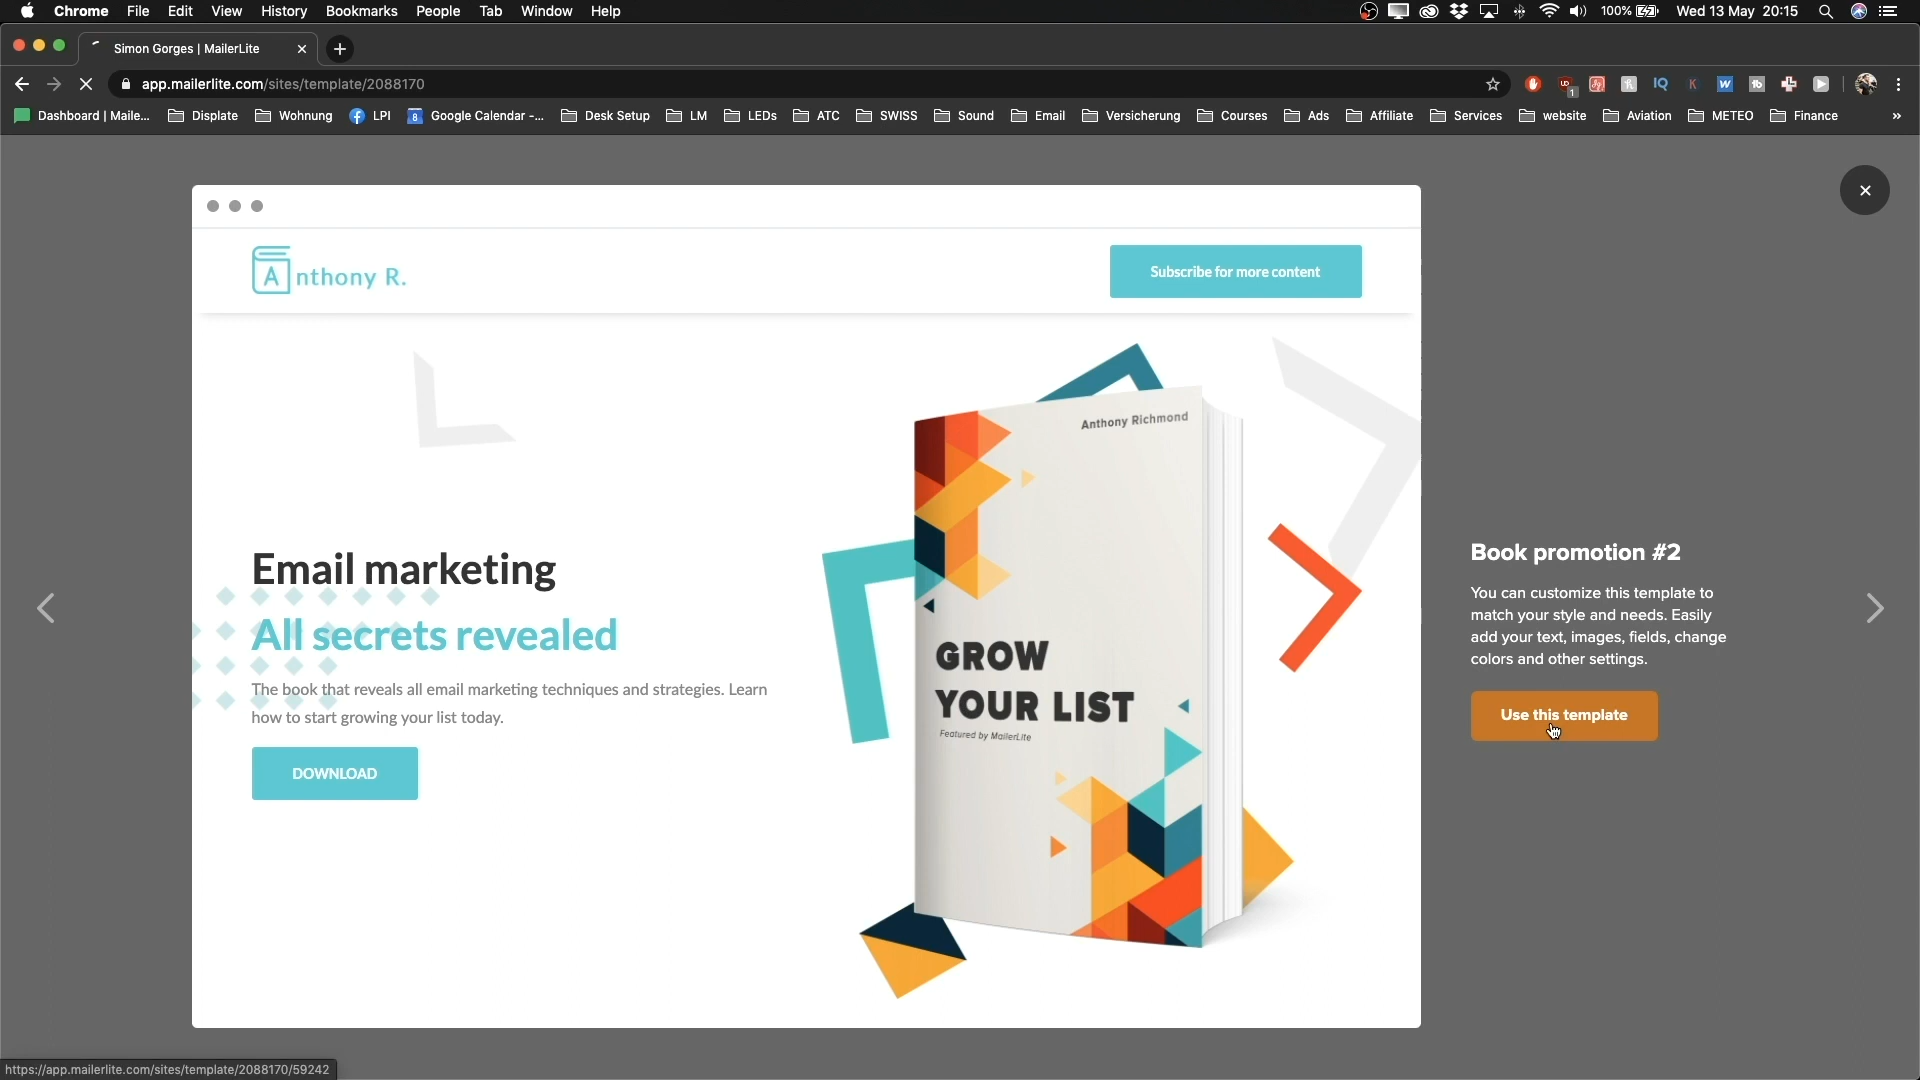 Chrome File Edit View History Bookmarks People Tab Window Help
100% Wed 13 May 20:15
Simon Gorges | MailerLite
app.mailerlite.com/sites/template/2088170
Dashboard | Maile... Displate Wohnung LPI Google Calendar -... Desk Setup LM LEDs ATC SWISS Sound Email Versicherung Courses Ads Affiliate Services website Aviation METEO Finance »
Anthony R.
Subscribe for more content
Anthony Richmond
Email marketing
All secrets revealed
The book that reveals all email marketing techniques and strategies. Learn
how to start growing your list today.
DOWNLOAD
GROW
YOUR LIST
Featured by MailerLite
Book promotion #2
You can customize this template to
match your style and needs. Easily
add your text, images, fields, change
colors and other settings.
Use this template
https://app.mailerlite.com/sites/template/2088170/59242